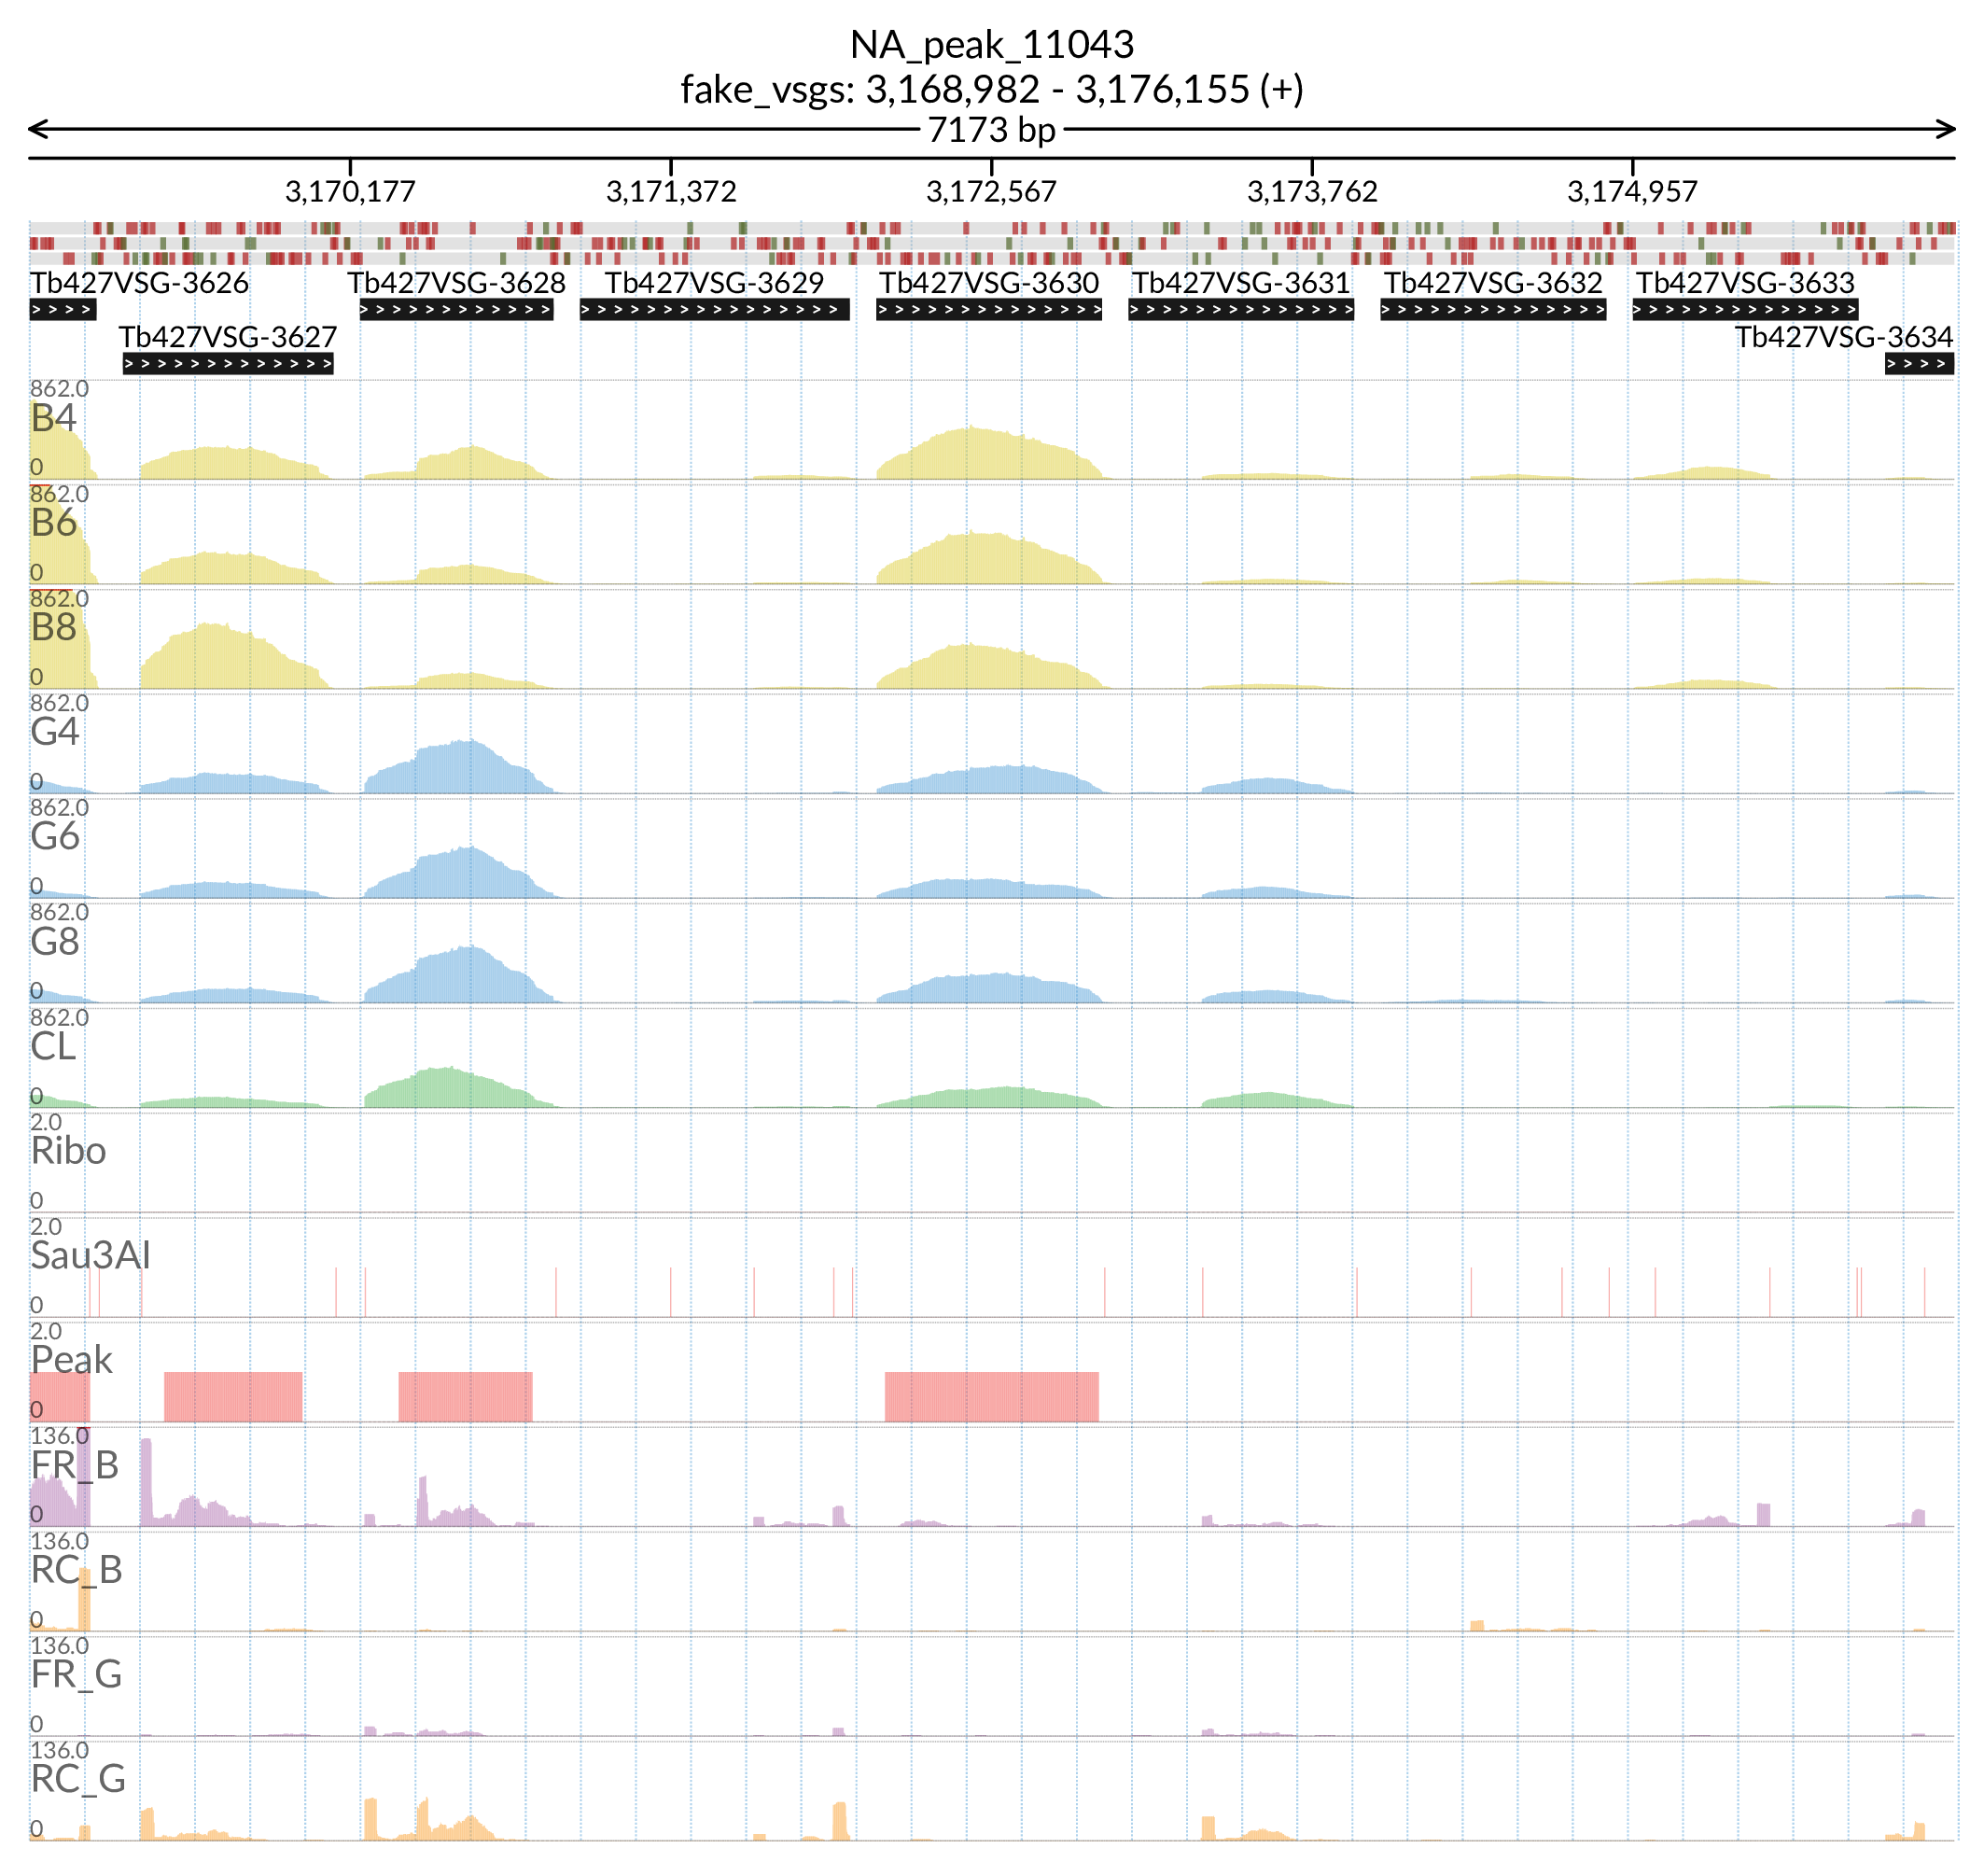 NA_peak_11043
fake_vsgs: 3,168,982 - 3,176,155 (+)
7173 bp
3,170,177 3,171,372 3,172,567 3,173,762 3,174,957
Tb427VSG-3626 Tb427VSG-3628 Tb427VSG-3629 Tb427VSG-3630 Tb427VSG-3631 Tb427VSG-3632 Tb427VSG-3633
Tb427VSG-3627 Tb427VSG-3634
862.0
B4
0
862.0
B6
0
862.0
B8
0
862.0
G4
0
862.0
G6
0
862.0
G8
0
862.0
CL
0
2.0
Ribo
0
2.0
Sau3AI
0
2.0
Peak
0
136.0
FR_B
0
136.0
RC_B
0
136.0
FR_G
0
136.0
RC_G
0